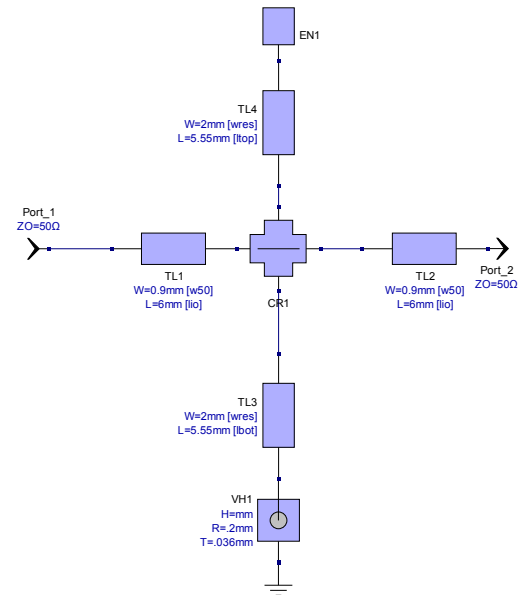 EN1
TL4
W=2mm [wres]
L=5.55mm [ltop]
Port_1
ZO=50Ω
TL1
W=0.9mm [w50]
L=6mm [lio]
CR1
TL2
W=0.9mm [w50]
L=6mm [lio]
Port_2
ZO=50Ω
TL3
W=2mm [wres]
L=5.55mm [lbot]
VH1
H=mm
R=.2mm
T=.036mm